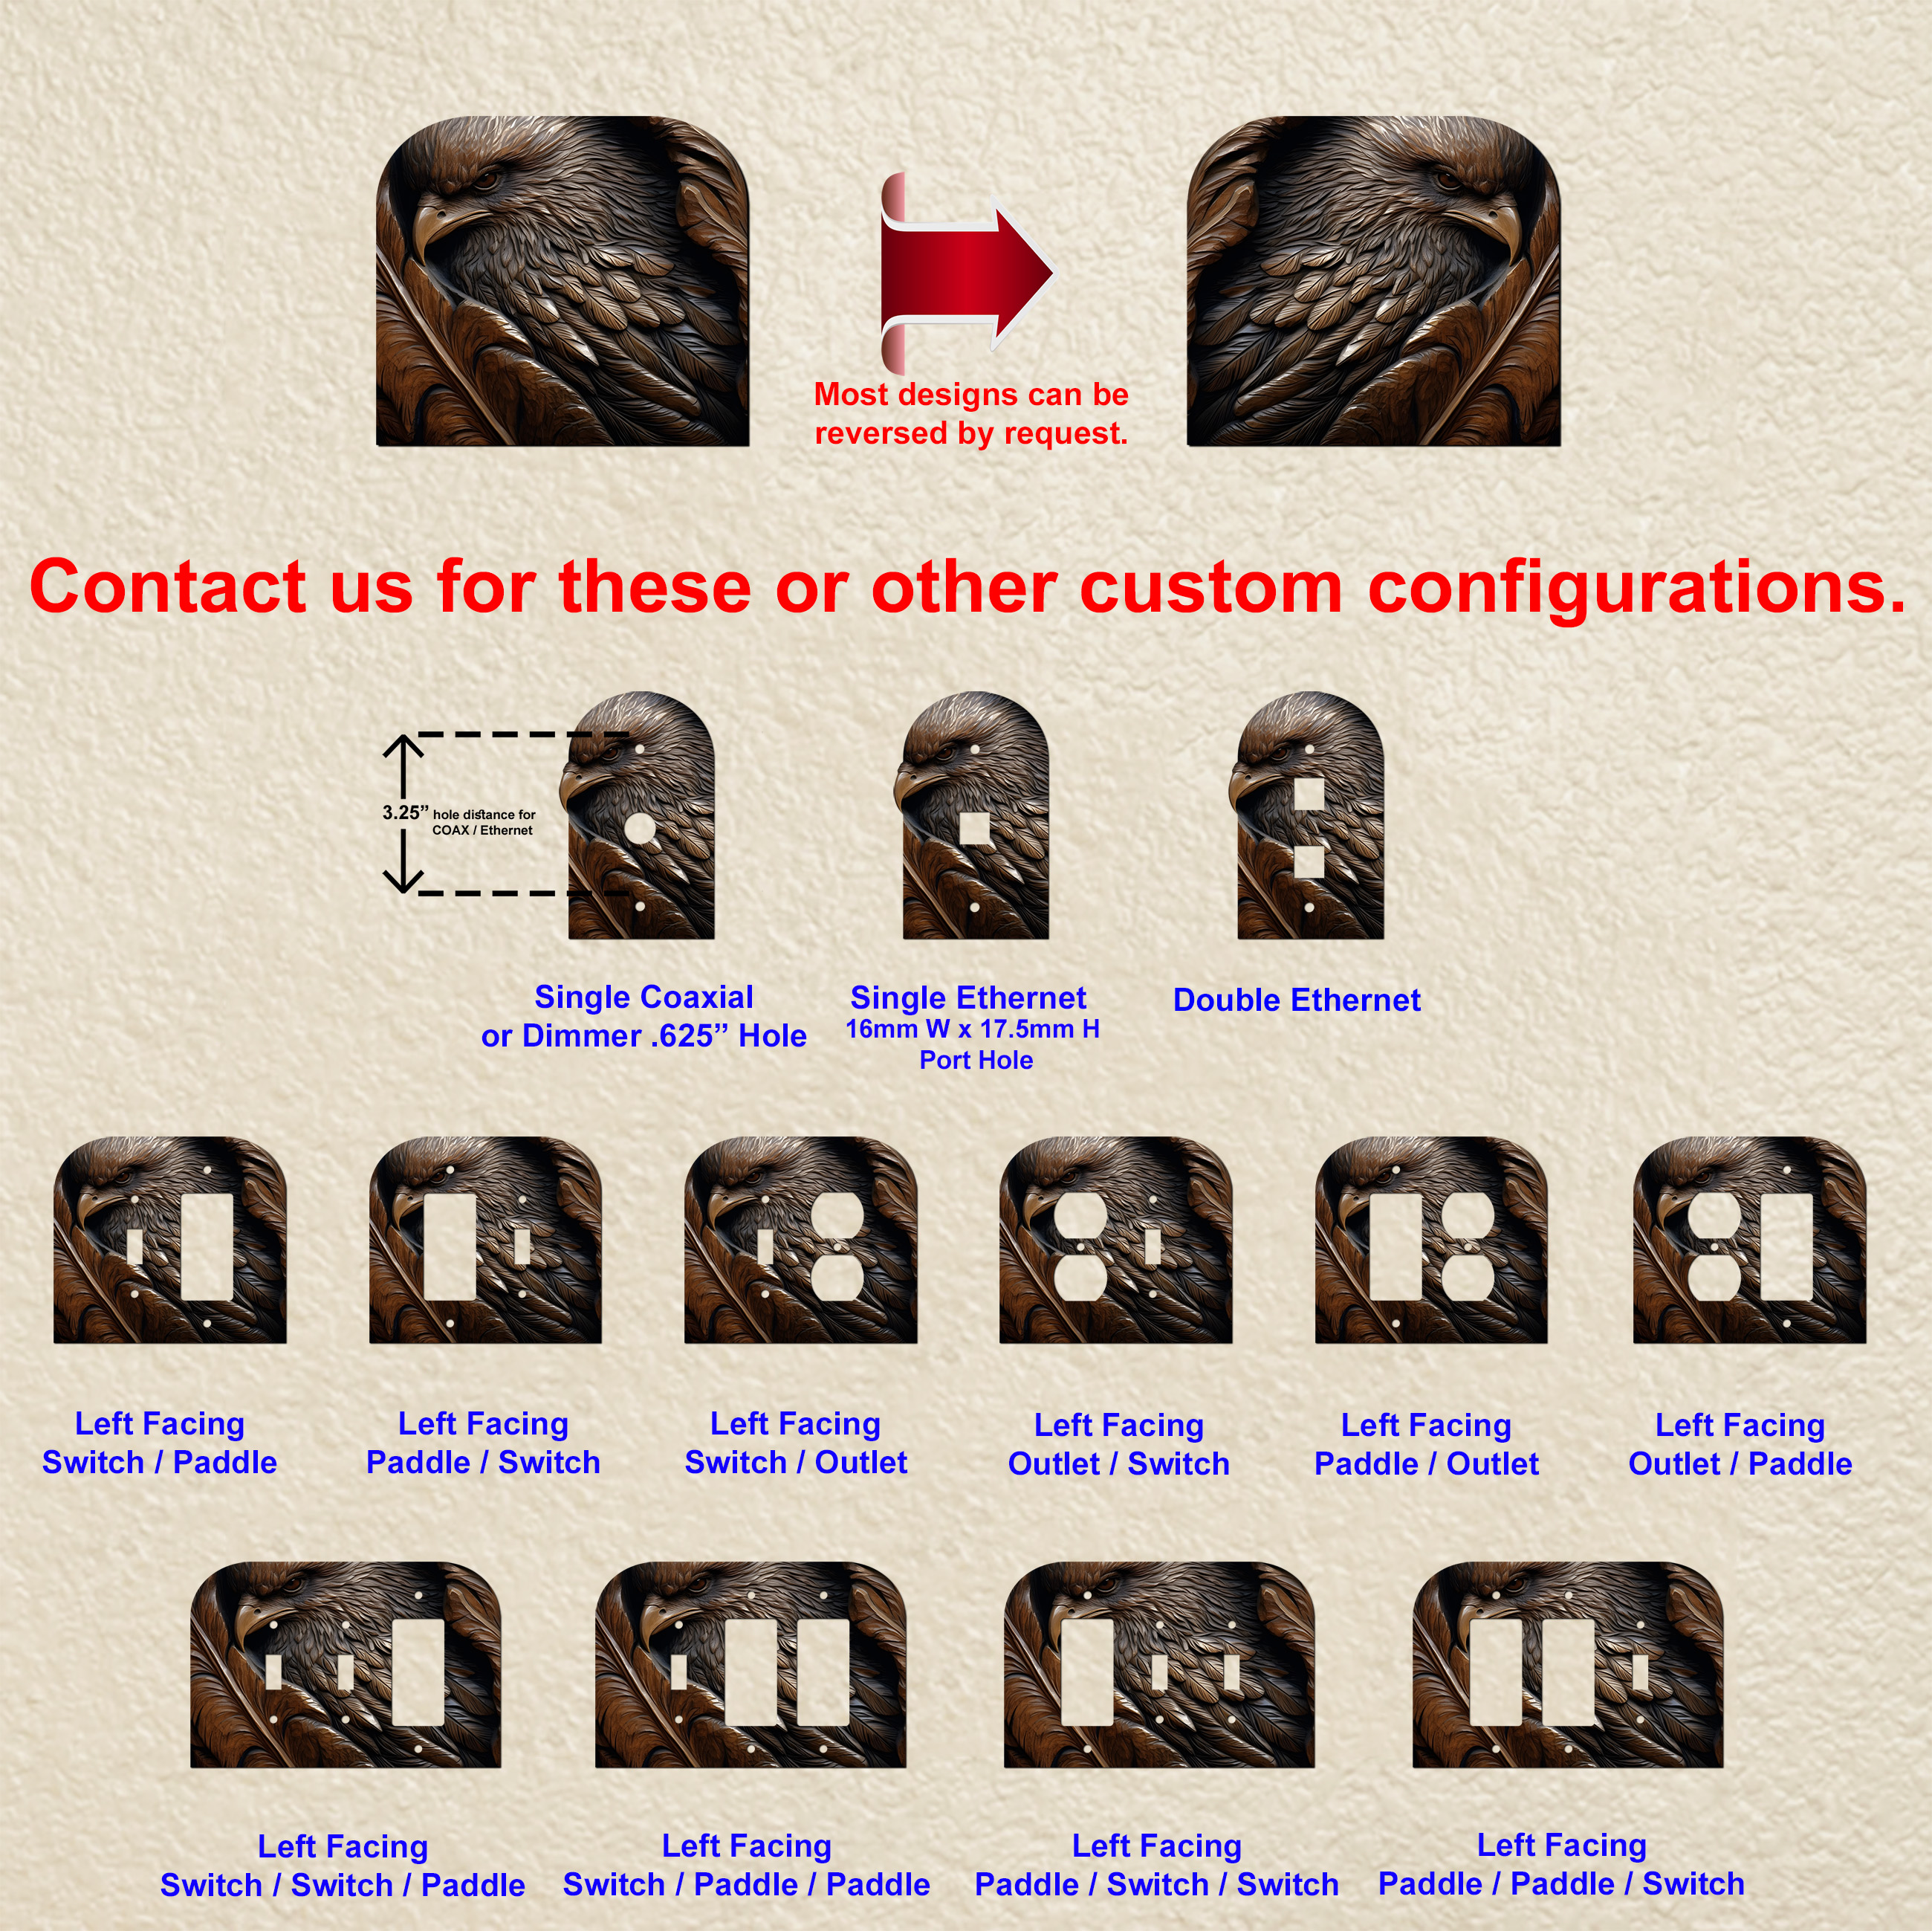 Most designs can be
reversed by request.
Contact us for these or other custom configurations.
3.25” hole distance for
COAX / Ethernet
Single Coaxial
or Dimmer .625” Hole
Single Ethernet
16mm W x 17.5mm H
Port Hole
Double Ethernet
Left Facing
Switch / Paddle
Left Facing
Paddle / Switch
Left Facing
Switch / Outlet
Left Facing
Outlet / Switch
Left Facing
Paddle / Outlet
Left Facing
Outlet / Paddle
Left Facing
Switch / Switch / Paddle
Left Facing
Switch / Paddle / Paddle
Left Facing
Paddle / Switch / Switch
Left Facing
Paddle / Paddle / Switch